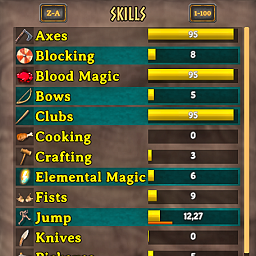 Z-A SKILLS 1-100
Axes 95
Blocking 8
Blood Magic 95
Bows 5
Clubs 95
Cooking 0
Crafting 3
Elemental Magic 6
Fists 9
Jump 12,27
Knives 0